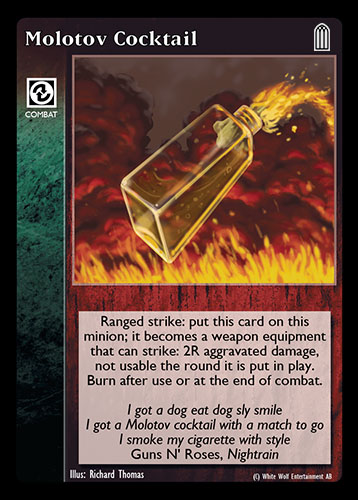 Molotov Cocktail
COMBAT
Ranged strike: put this card on this
minion; it becomes a weapon equipment
that can strike: 2R aggravated damage,
not usable the round it is put in play.
Burn after use or at the end of combat.
I got a dog eat dog sly smile
I got a Molotov cocktail with a match to go
I smoke my cigarette with style
Guns N' Roses, Nightrain
Illus: Richard Thomas
(C) White Wolf Entertainment AB